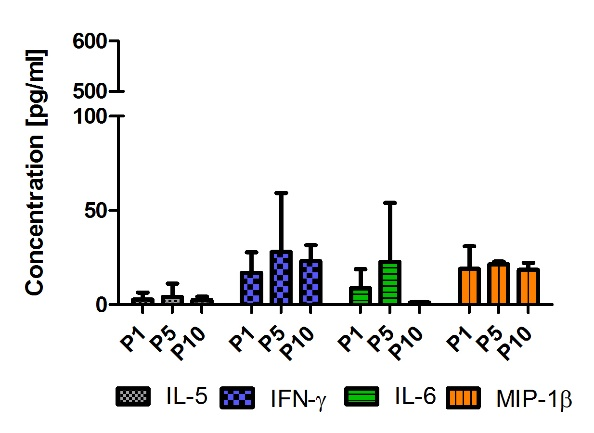 Concentration [pg/ml]
600
500
100
50
0
P1 P5 P10 P1 P5 P10 P1 P5 P10 P1 P5 P10
IL-5 IFN-γ IL-6 MIP-1β